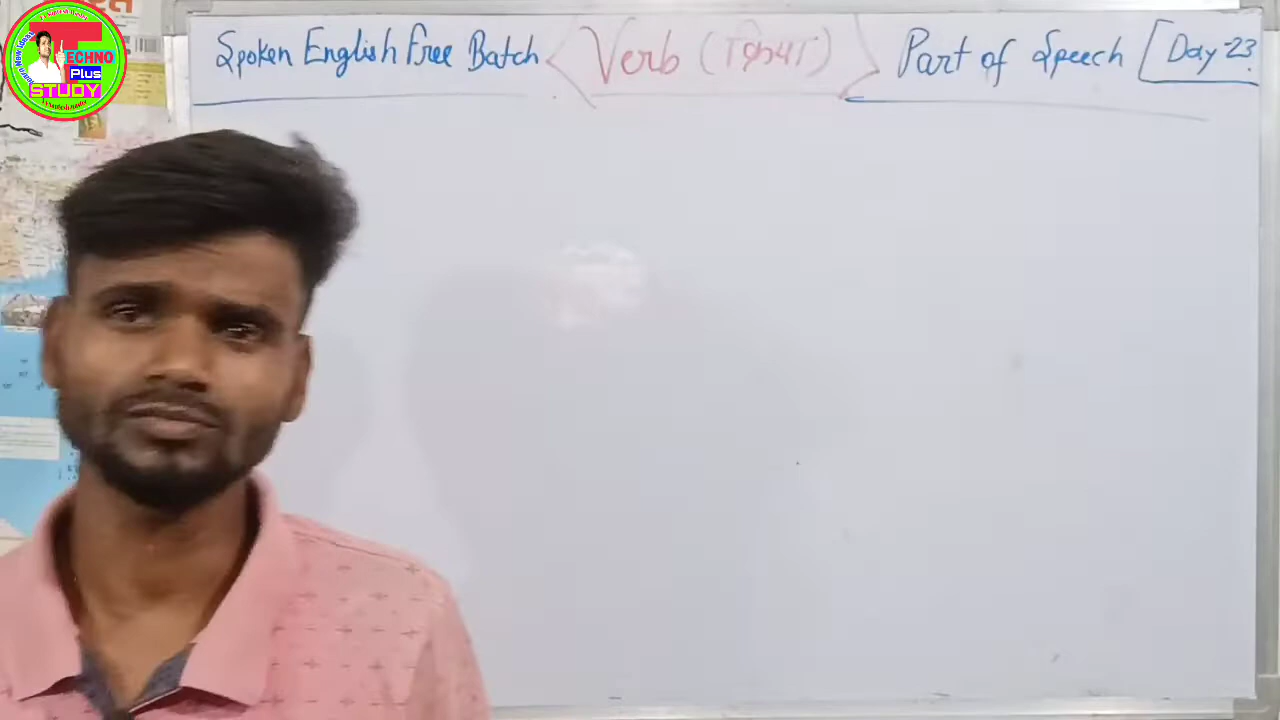 Spoken English Free Batch Verb (क्रिया) Part of Speech [Day-23
TECHNO
Plus
STUDY